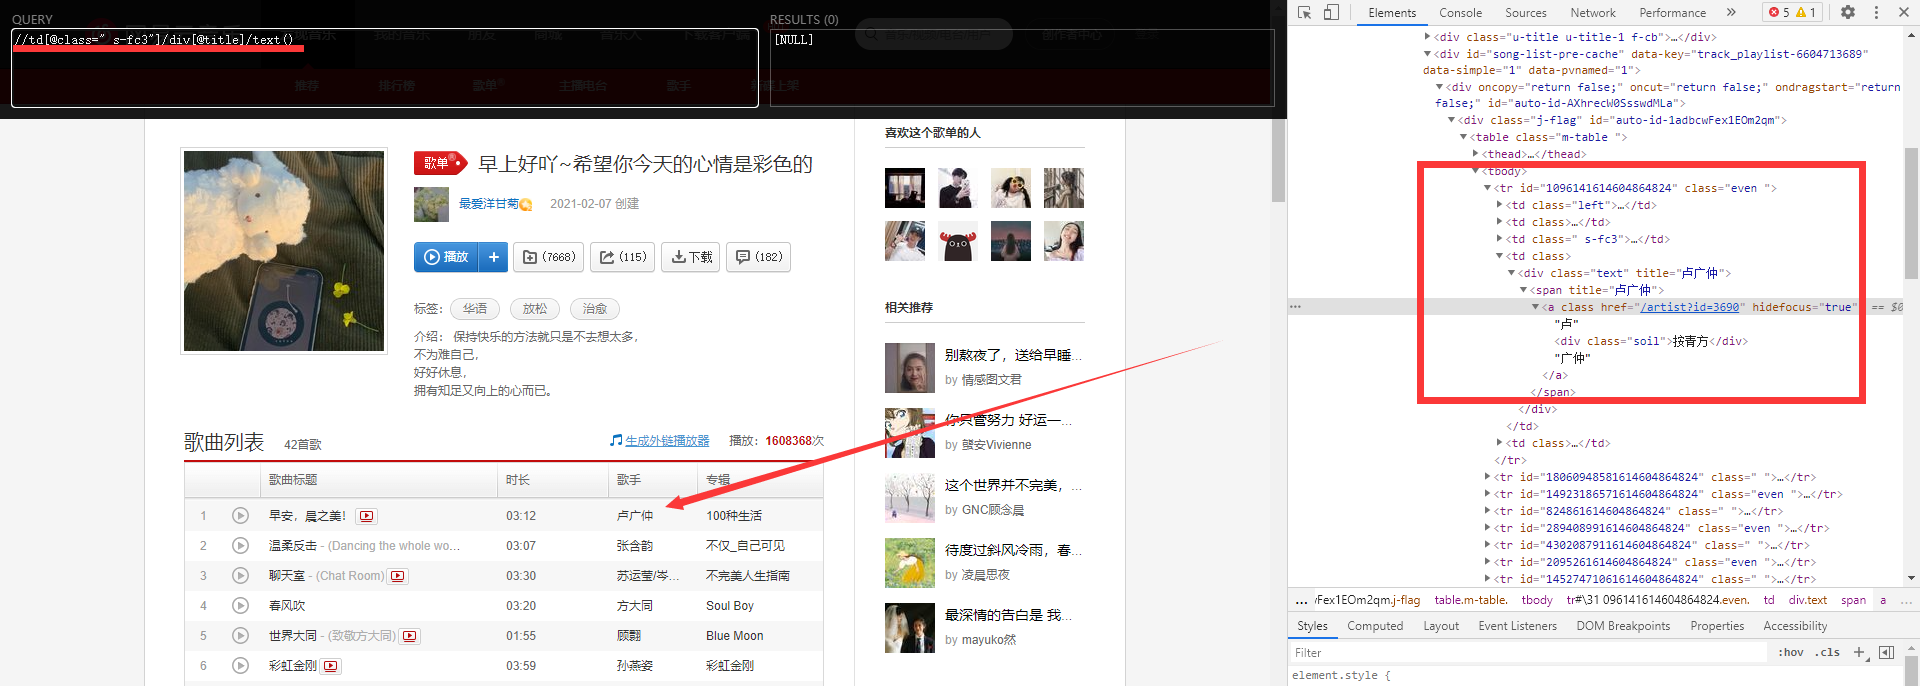 QUERY
//td[@class=" s-fc3"]/div[@title]/text()
RESULTS (0)
[NULL]
推荐
排行榜
歌单
主播电台
歌手
新碟上架
歌单
早上好吖~希望你今天的心情是彩色的
最爱洋甘菊
2021-02-07 创建
播放
+
(7668)
(115)
下载
(182)
标签：
华语
放松
治愈
介绍： 保持快乐的方法就只是不去想太多，
不为难自己，
好好休息，
拥有知足又向上的心而已。
歌曲列表
42首歌
生成外链播放器
播放：1608368次
歌曲标题 时长 歌手 专辑
1 早安，晨之美！ 03:12 卢广仲 100种生活
2 温柔反击 - (Dancing the whole wo... 03:07 张含韵 不仅_自己可见
3 聊天室 - (Chat Room) 03:30 苏运莹/岑... 不完美人生指南
4 春风吹 03:20 方大同 Soul Boy
5 世界大同 - (致敬方大同) 01:55 顾翾 Blue Moon
6 彩虹金刚 03:59 孙燕姿 彩虹金刚
喜欢这个歌单的人
相关推荐
别熬夜了，送给早睡...
by 情感图文君
你只管努力 好运一...
by 蹩安Vivienne
这个世界并不完美，...
by GNC顾念晨
待度过斜风冷雨，春...
by 凌晨思夜
最深情的告白是 我...
by mayuko然
Elements Console Sources Network Performance » 5 1
<div class="u-title u-title-1 f-cb">…</div>
<div id="song-list-pre-cache" data-key="track_playlist-6604713689"
data-simple="1" data-pvnamed="1">
<div oncopy="return false;" oncut="return false;" ondragstart="return
false;" id="auto-id-AXhrecW0SsswdMLa">
<div class="j-flag" id="auto-id-1adbcwFex1EOm2qm">
<table class="m-table ">
<thead>…</thead>
<tbody>
<tr id="1096141614604864824" class="even ">
<td class="left">…</td>
<td class>…</td>
<td class=" s-fc3">…</td>
<td class>
<div class="text" title="卢广仲">
<span title="卢广仲">
<a class href="/artist?id=3690" hidefocus="true" == $0
"卢"
<div class="soil">按青方</div>
"广仲"
</a>
</span>
</div>
</td>
<td class>…</td>
</tr>
<tr id="18060948581614604864824" class=" ">…</tr>
<tr id="14923186571614604864824" class="even ">…</tr>
<tr id="824861614604864824" class=" ">…</tr>
<tr id="289408991614604864824" class="even ">…</tr>
<tr id="4302087911614604864824" class=" ">…</tr>
<tr id="2095261614604864824" class="even ">…</tr>
<tr id="14527471061614604864824" class=" ">…</tr>
... vFex1EOm2qm.j-flag table.m-table. tbody tr#\31 096141614604864824.even. td div.text span a ...
Styles Computed Layout Event Listeners DOM Breakpoints Properties Accessibility
Filter
:hov .cls +
element.style {